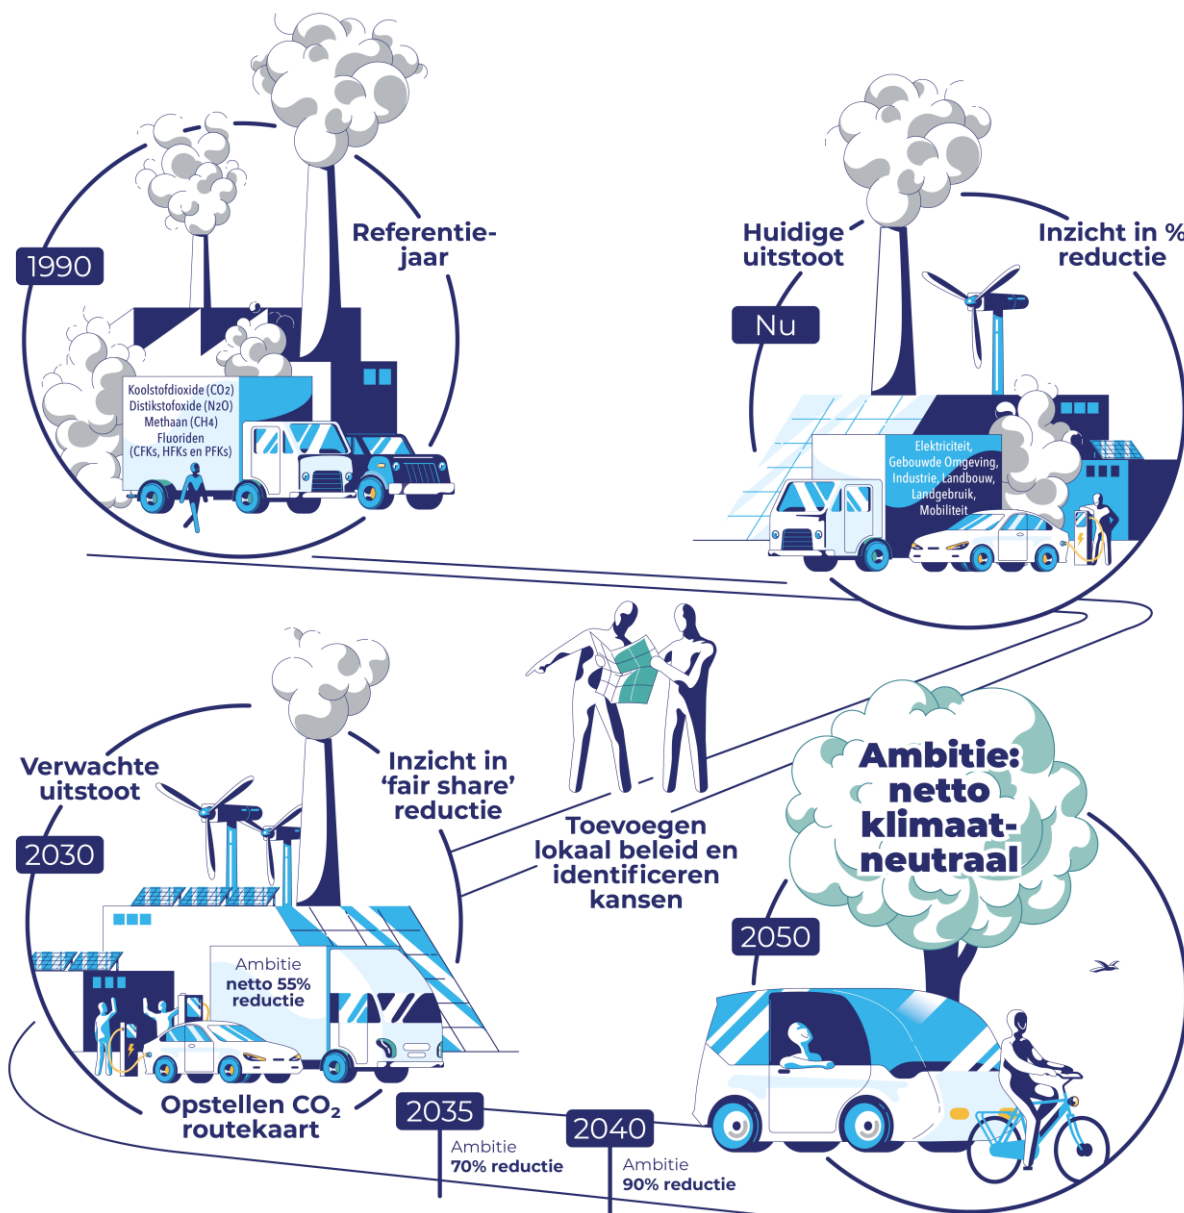 1990
Referentie-
jaar
Koolstofdioxide (CO₂)
Distikstofoxide (N2O)
Methaan (CH4)
Fluoriden
(CFKs, HFKs en PFKs)
Huidige
uitstoot
Inzicht in %
reductie
Nu
Elektriciteit,
Gebouwde Omgeving,
Industrie, Landbouw,
Landgebruik,
Mobiliteit
Verwachte
uitstoot
2030
Inzicht in
‘fair share’
reductie
Ambitie
netto 55%
reductie
Opstellen CO₂
routekaart
Toevoegen
lokaal beleid en
identificeren
kansen
2035
Ambitie
70% reductie
2040
Ambitie
90% reductie
2050
Ambitie:
netto
klimaat-
neutraal